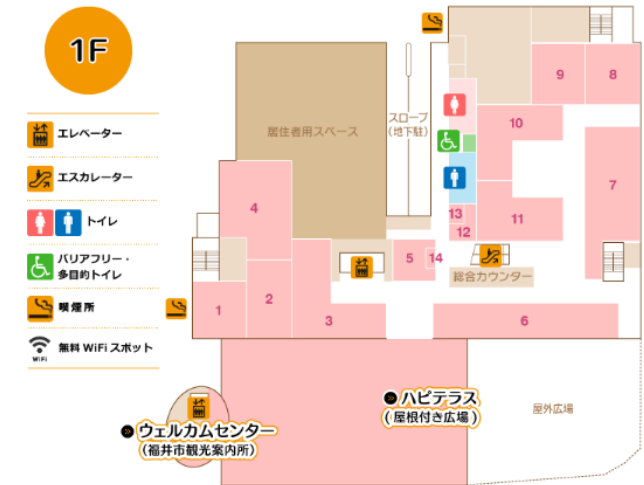 1F
エレベーター
エスカレーター
トイレ
バリアフリー・
多目的トイレ
喫煙所
WiFi
無料 WiFi スポット
居住者用スペース
スロープ
(地下駐)
9
8
10
7
4
13
12
11
5
14
総合カウンター
1
2
3
6
ハピテラス
(屋根付き広場)
屋外広場
ウェルカムセンター
(福井市観光案内所)